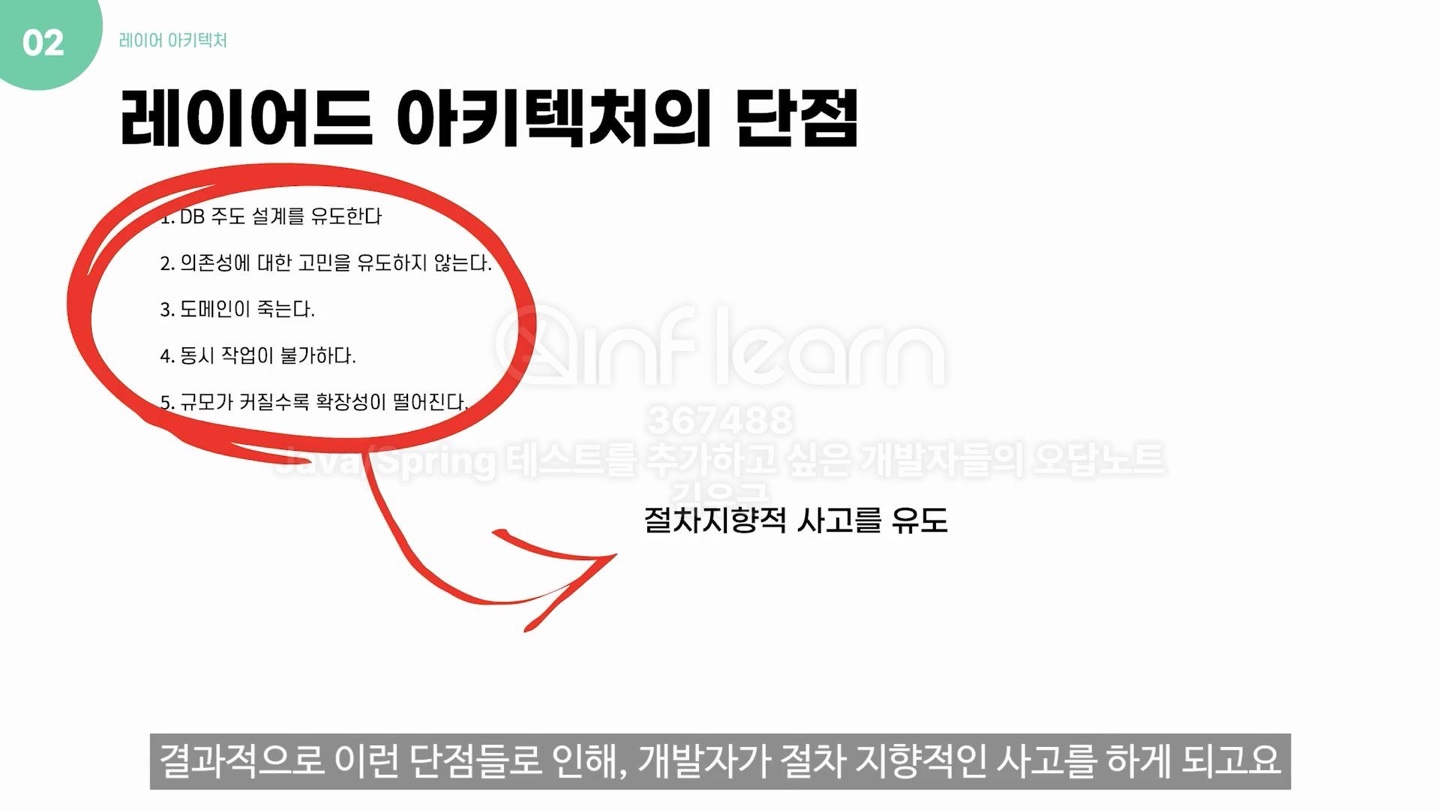 02
레이어 아키텍처
레이어드 아키텍처의 단점
1. DB 주도 설계를 유도한다
2. 의존성에 대한 고민을 유도하지 않는다.
3. 도메인이 죽는다.
4. 동시 작업이 불가하다.
5. 규모가 커질수록 확장성이 떨어진다.
inflearn
367488
Java/Spring 테스트를 추가하고 싶은 개발자들의 오답노트
절차지향적 사고를 유도
결과적으로 이런 단점들로 인해, 개발자가 절차 지향적인 사고를 하게 되고요